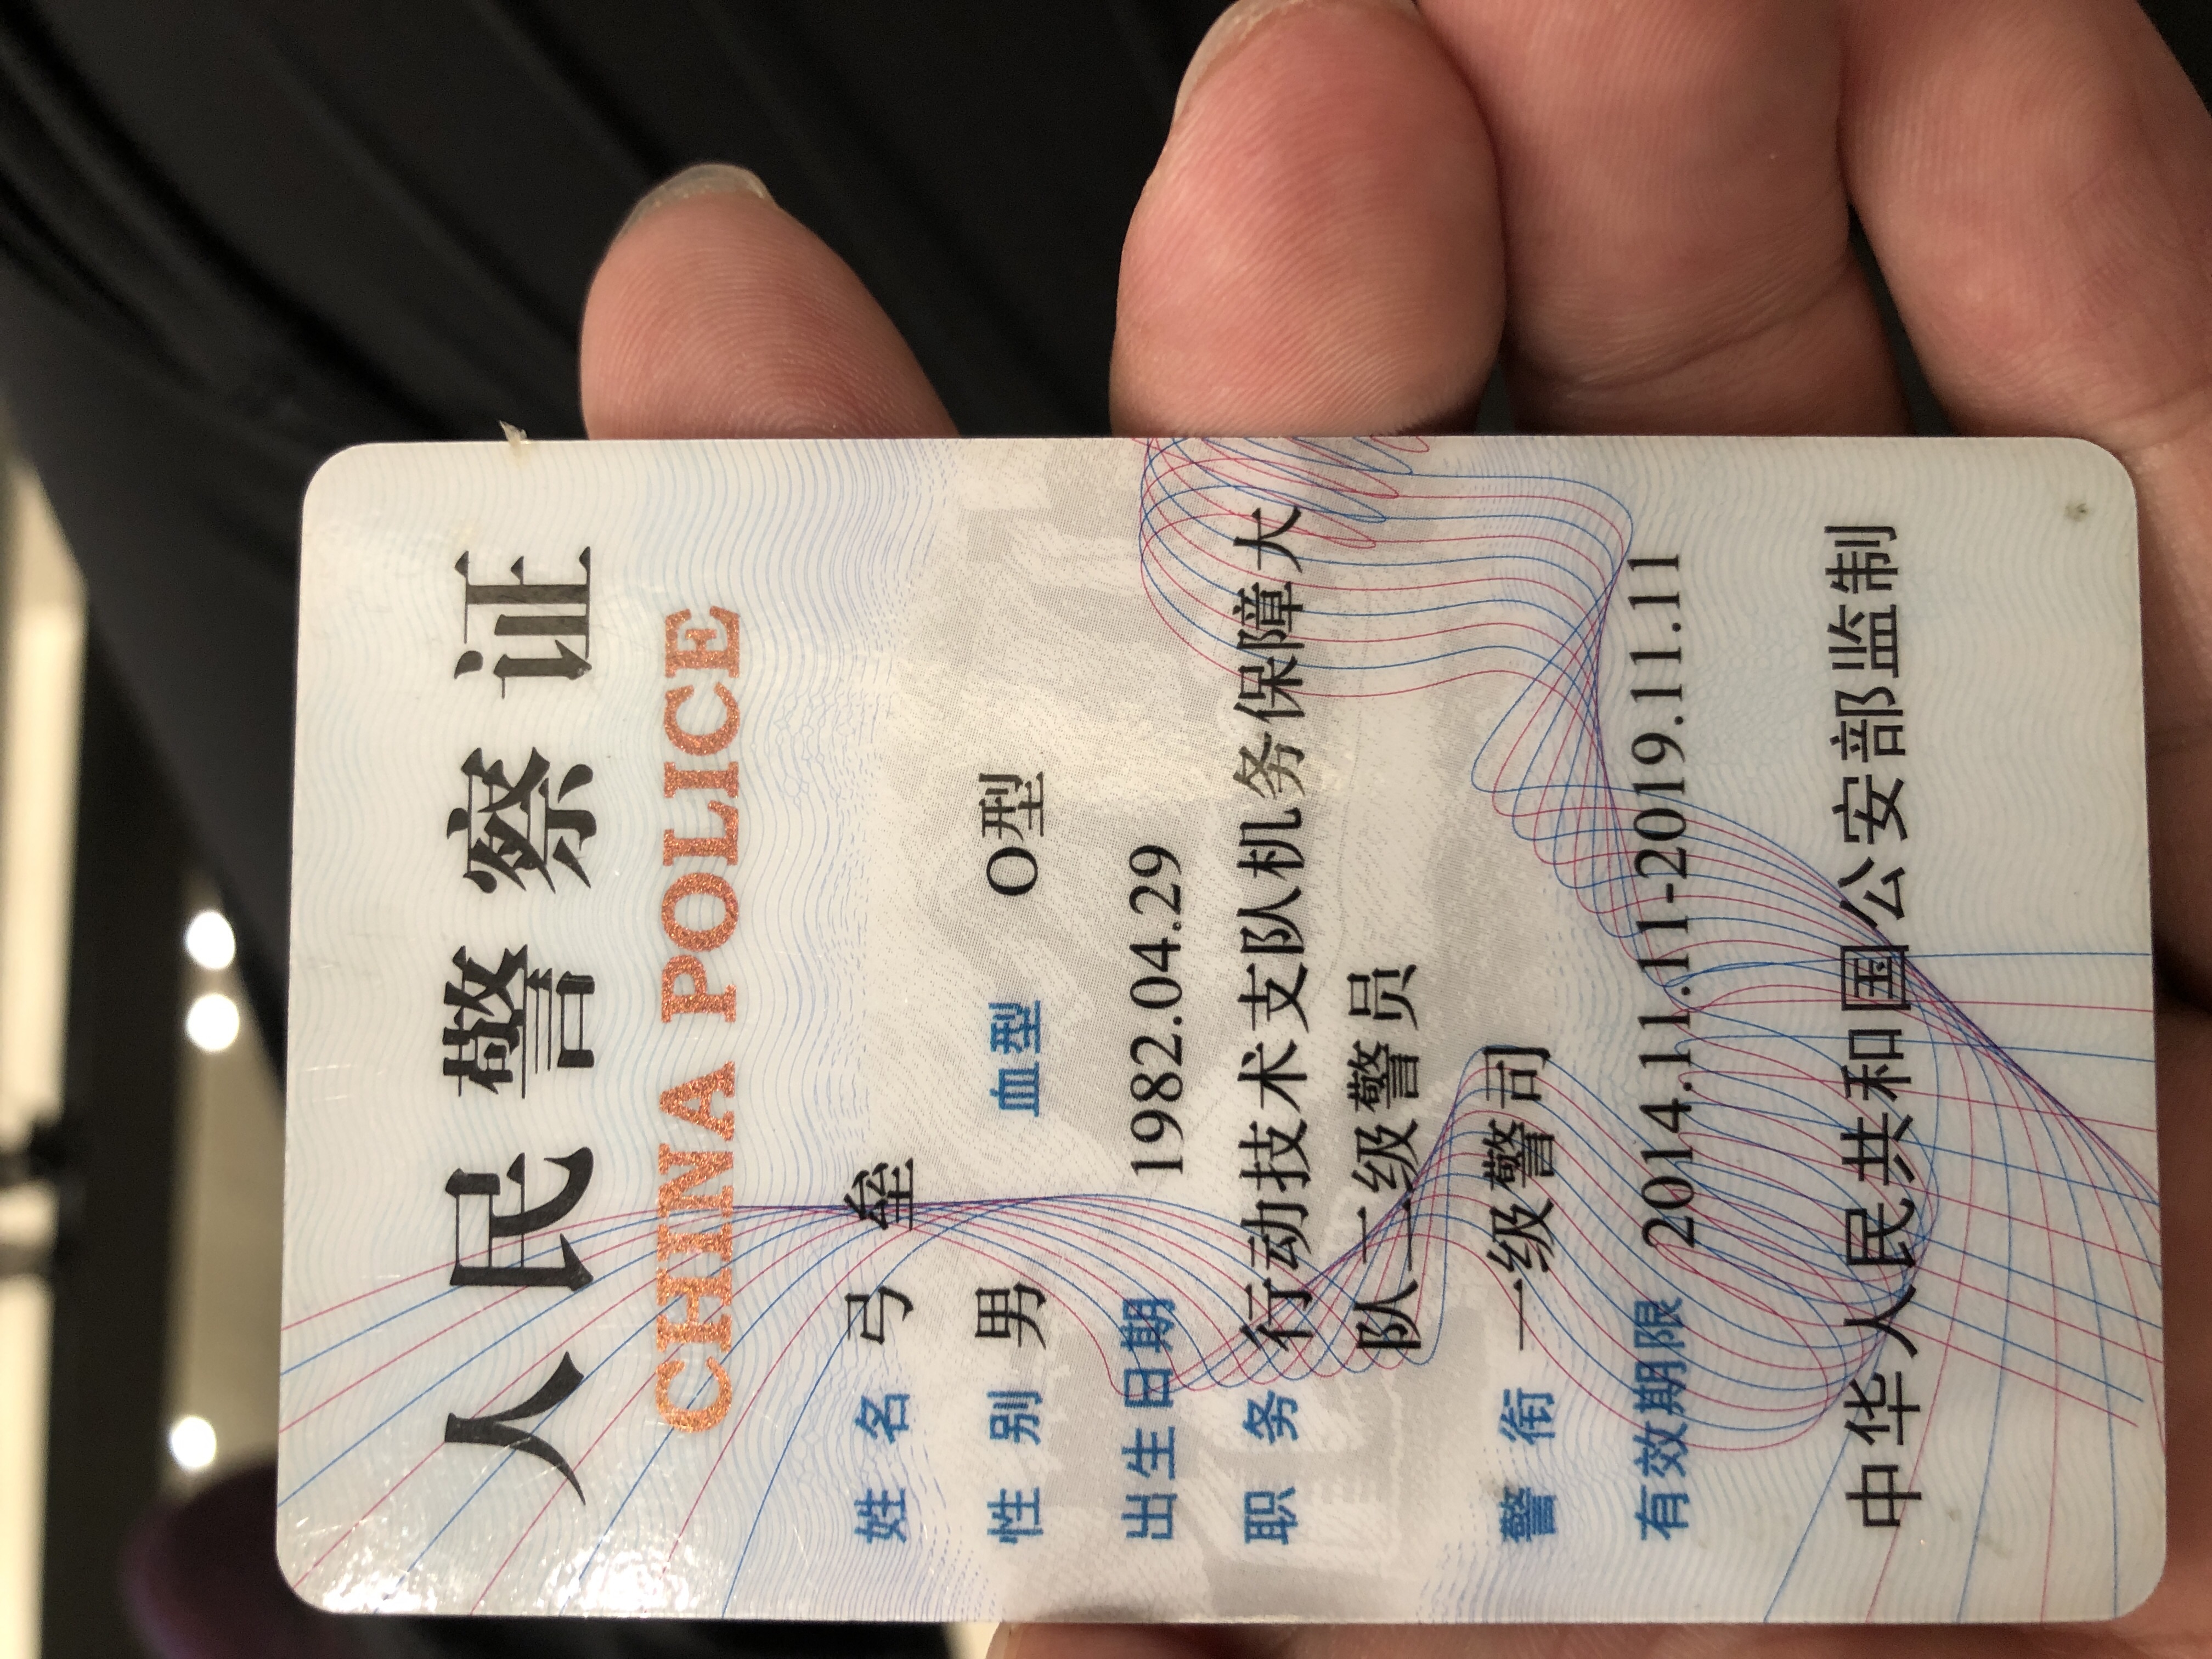 人民警察证
CHINA POLICE
姓名 弓垒
性别 男 血型 O型
出生日期 1982.04.29
职务 行动技术支队机务保障大
队二级警员
警衔 一级警司
有效期限 2014.11.11-2019.11.11
中华人民共和国公安部监制